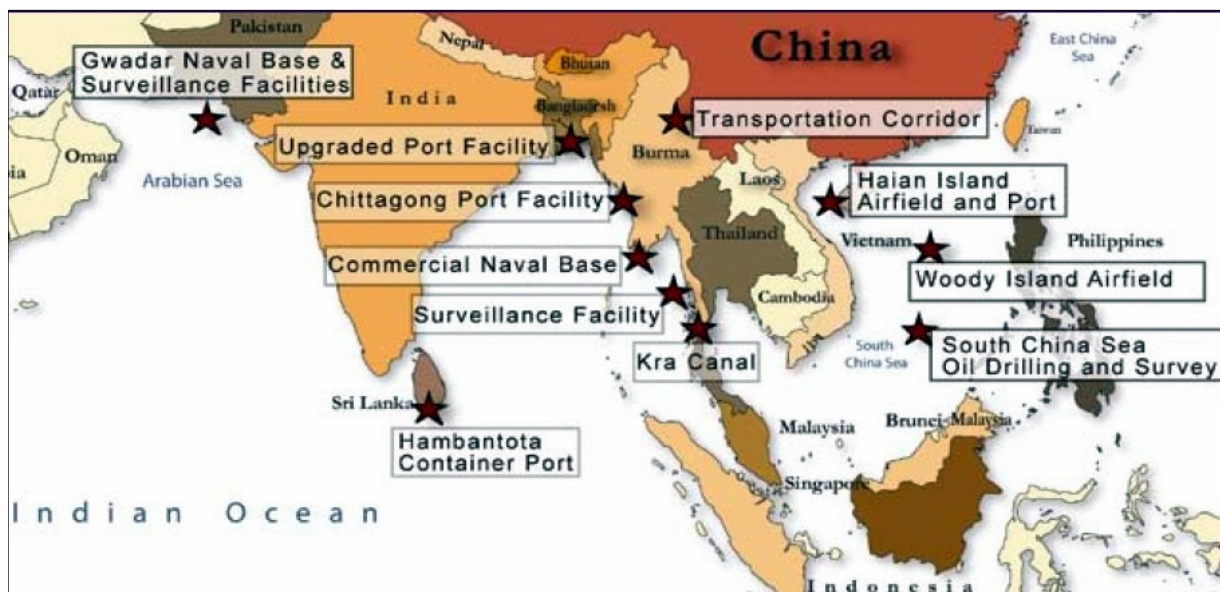 Pakistan
Nepal
China
East China
Sea
Gwadar Naval Base &
Surveillance Facilities
Bhutan
Qatar
India
Bangladesh
Transportation Corridor
Taiwan
Oman
Upgraded Port Facility
Burma
Arabian Sea
Laos
Haian Island
Airfield and Port
Chittagong Port Facility
Thailand
Vietnam
Philippines
Commercial Naval Base
Woody Island Airfield
Cambodia
Surveillance Facility
South
China Sea
South China Sea
Oil Drilling and Survey
Kra Canal
Sri Lanka
Hambantota
Container Port
Malaysia
Brunei
Malaysia
Singapore
Indian Ocean
Indonesia